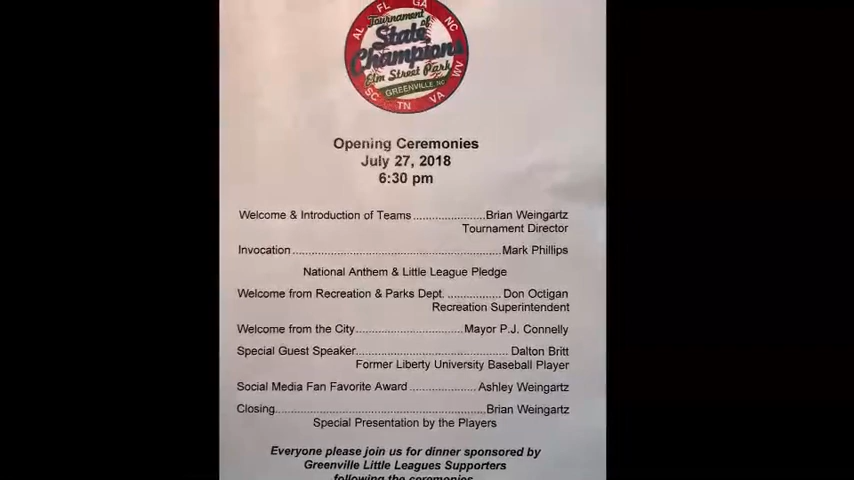 AL FL GA NC
Tournament of
State
Champions
Elm Street Park
GREENVILLE NC
SC TN VA WV
Opening Ceremonies
July 27, 2018
6:30 pm
Welcome & Introduction of Teams ......................Brian Weingartz
Tournament Director
Invocation.................................................................Mark Phillips
National Anthem & Little League Pledge
Welcome from Recreation & Parks Dept. ................. Don Octigan
Recreation Superintendent
Welcome from the City.................................Mayor P.J. Connelly
Special Guest Speaker............................................... Dalton Britt
Former Liberty University Baseball Player
Social Media Fan Favorite Award ....................Ashley Weingartz
Closing.................................................................Brian Weingartz
Special Presentation by the Players
Everyone please join us for dinner sponsored by
Greenville Little Leagues Supporters
following the ceremonies